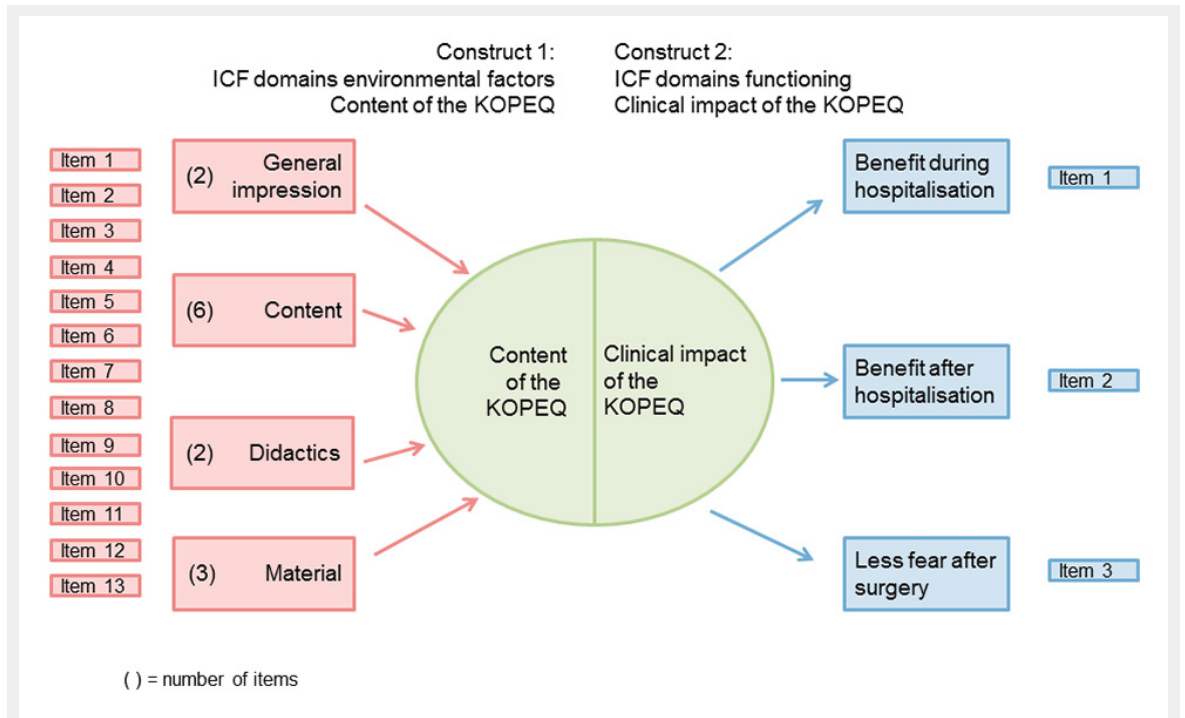 Construct 1:
ICF domains environmental factors
Content of the KOPEQ
Construct 2:
ICF domains functioning
Clinical impact of the KOPEQ
Item 1
Item 2
Item 3
Item 4
Item 5
Item 6
Item 7
Item 8
Item 9
Item 10
Item 11
Item 12
Item 13
(2) General
impression
(6) Content
(2) Didactics
(3) Material
Content
of the
KOPEQ
Clinical impact
of the
KOPEQ
Benefit during
hospitalisation
Item 1
Benefit after
hospitalisation
Item 2
Less fear after
surgery
Item 3
( ) = number of items